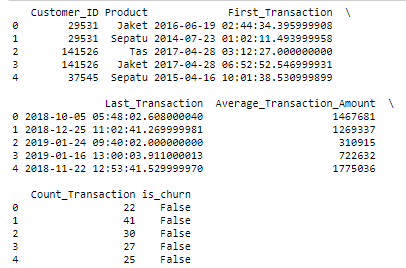 Customer_ID Product First_Transaction \
0 29531 Jaket 2016-06-19 02:44:34.395999908
1 29531 Sepatu 2014-07-23 01:02:11.493999958
2 141526 Tas 2017-04-28 03:12:27.000000000
3 141526 Jaket 2017-04-28 06:52:52.546999931
4 37545 Sepatu 2015-04-16 10:01:38.530999899
Last_Transaction Average_Transaction_Amount \
0 2018-10-05 05:48:02.608000040 1467681
1 2018-12-25 11:02:41.269999981 1269337
2 2019-01-24 09:40:02.000000000 310915
3 2019-01-16 13:00:03.911000013 722632
4 2018-11-22 12:53:41.529999970 1775036
Count_Transaction is_churn
0 22 False
1 41 False
2 30 False
3 27 False
4 25 False